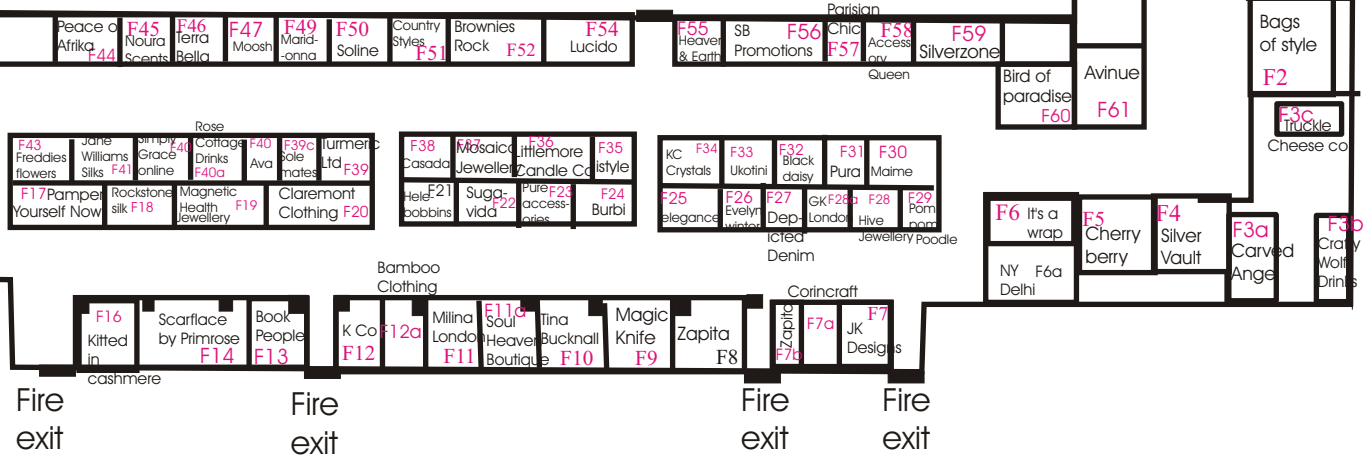 Peace o
Afrika
F44
F45
Noura
Scents
F46
Terra
Bella
F47
Moosh
F49
Marid-
-onna
F50
Soline
Country
Styles
F51
Brownies
Rock
F52
F54
Lucido
F55
Heaven
& Earth
SB F56
Promotions
Parisian
Chic
F57
F58
Access
ory
Queen
F59
Silverzone
Bird of
paradise
F60
Avinue
F61
Bags
of style
F2
F3c
Truckle
Cheese co
F43
Freddies
flowers
Jane
Williams
Silks F41
Simply
Grace
online
F40
Rose
Cottage
Drinks
F40a
F40
Ava
F39c
Sole
mates
Turmeric
Ltd F39
F38
Casada
F37
Mosaico
Jewellery
F36
Littlemore
Candle Co
F35
istyle
KC F34
Crystals
F33
Ukotini
F32
Black
daisy
F31
Pura
F30
Maime
F17 Pamper
Yourself Now
Rockstone
silk F18
Magnetic
Health F19
Jewellery
Claremont
Clothing F20
F21
Hele-
bobbins
Suga-
vida F22
Pure F23
access-
ories
F24
Burbi
F25
elegance
F26
Evelyn
winter
F27
Dep-
icted
Denim
GK F28a
London
F28
Hive
Jewellery
F29
Pom
pom
Poodle
F6 It's a
wrap
F5
Cherry
berry
F4
Silver
Vault
F3a
Carved
Angel
F3b
Crafty
Wolf
Drinks
NY F6a
Delhi
F16
Kitted
in
cashmere
Scarflace
by Primrose
F14
Book
People
F13
K Co
F12
Bamboo
Clothing
F12a
Milina
London
F11
F11a
Soul
Heaven
Boutique
Tina
Bucknall
F10
Magic
Knife
F9
Zapita
F8
Corincraft
Zapita
F7b
F7a
F7
JK
Designs
Fire
exit
Fire
exit
Fire
exit
Fire
exit